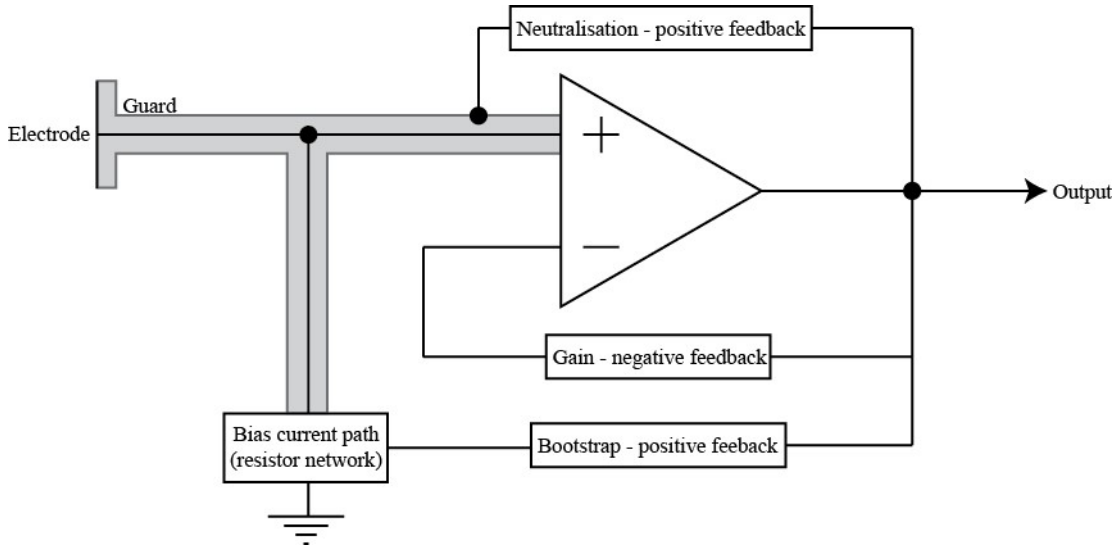 Neutralisation - positive feedback
Guard
Electrode
+
Output
—
Gain - negative feedback
Bias current path
(resistor network)
Bootstrap - positive feeback